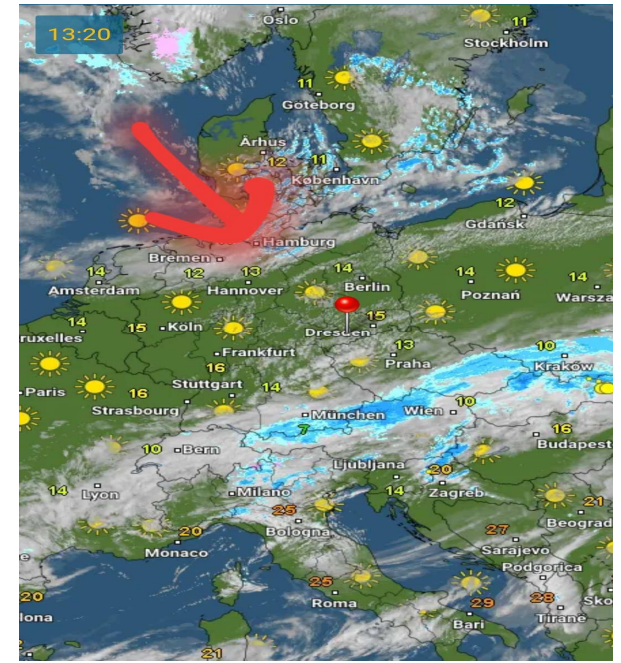 13:20
Oslo
11
Stockholm
11
Göteborg
Århus
12
11
København
12
Gdańsk
Hamburg
Bremen
14
12
13
14
14
14
Amsterdam
Hannover
Berlin
Poznań
Warsza
14
15
15
ruxelles
Köln
Dresden
13
10
Frankfurt
Praha
Kraków
16
Paris
16
Stuttgart
14
10
Strasbourg
München
Wien
7
16
10
Bern
Budapest
Ljubljana
20
14
Lyon
Milano
14
Zagreb
25
21
20
Bologna
27
Beograd
Monaco
Sarajevo
e
Podgorica
25
20
Roma
29
28
Sko
lona
Bari
Tiranë
21